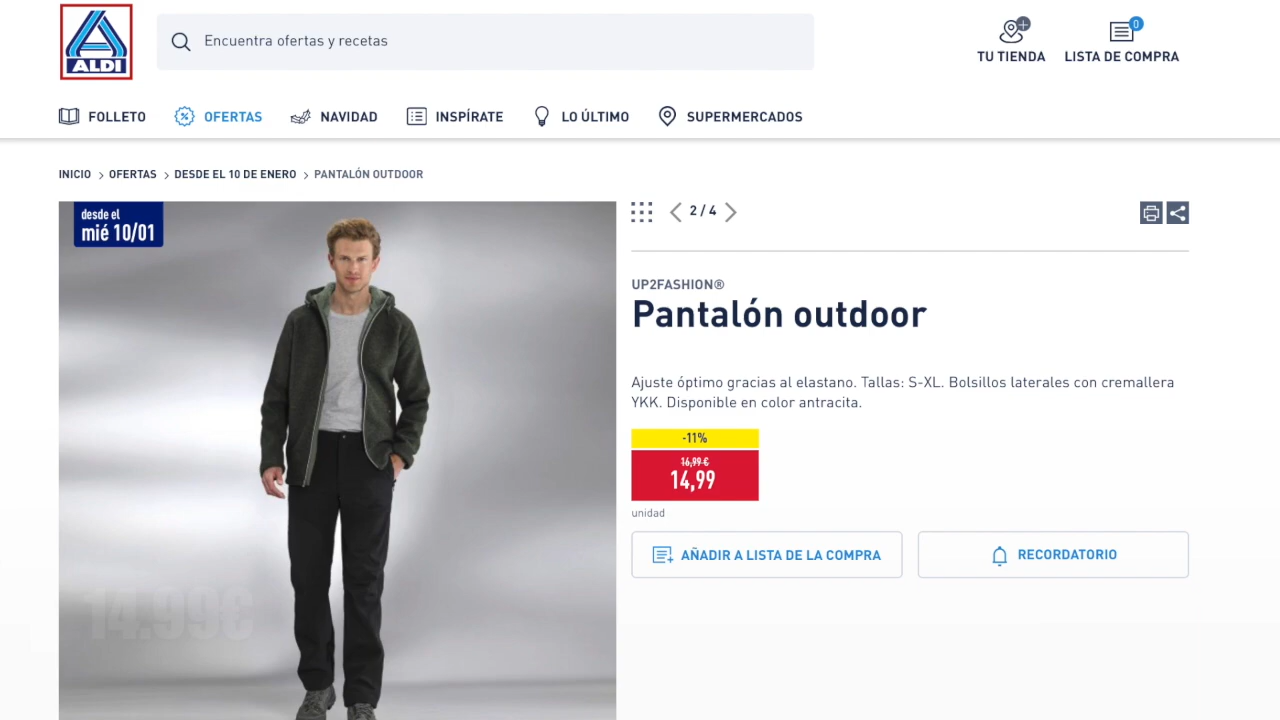 ALDI
Encuentra ofertas y recetas
0
TU TIENDA
LISTA DE COMPRA
FOLLETO
OFERTAS
NAVIDAD
INSPÍRATE
LO ÚLTIMO
SUPERMERCADOS
INICIO > OFERTAS > DESDE EL 10 DE ENERO > PANTALÓN OUTDOOR
desde el
mié 10/01
2 / 4
UP2FASHION®
Pantalón outdoor
Ajuste óptimo gracias al elastano. Tallas: S-XL. Bolsillos laterales con cremallera
YKK. Disponible en color antracita.
-11%
16,99 €
14,99
unidad
AÑADIR A LISTA DE LA COMPRA
RECORDATORIO
14.99€